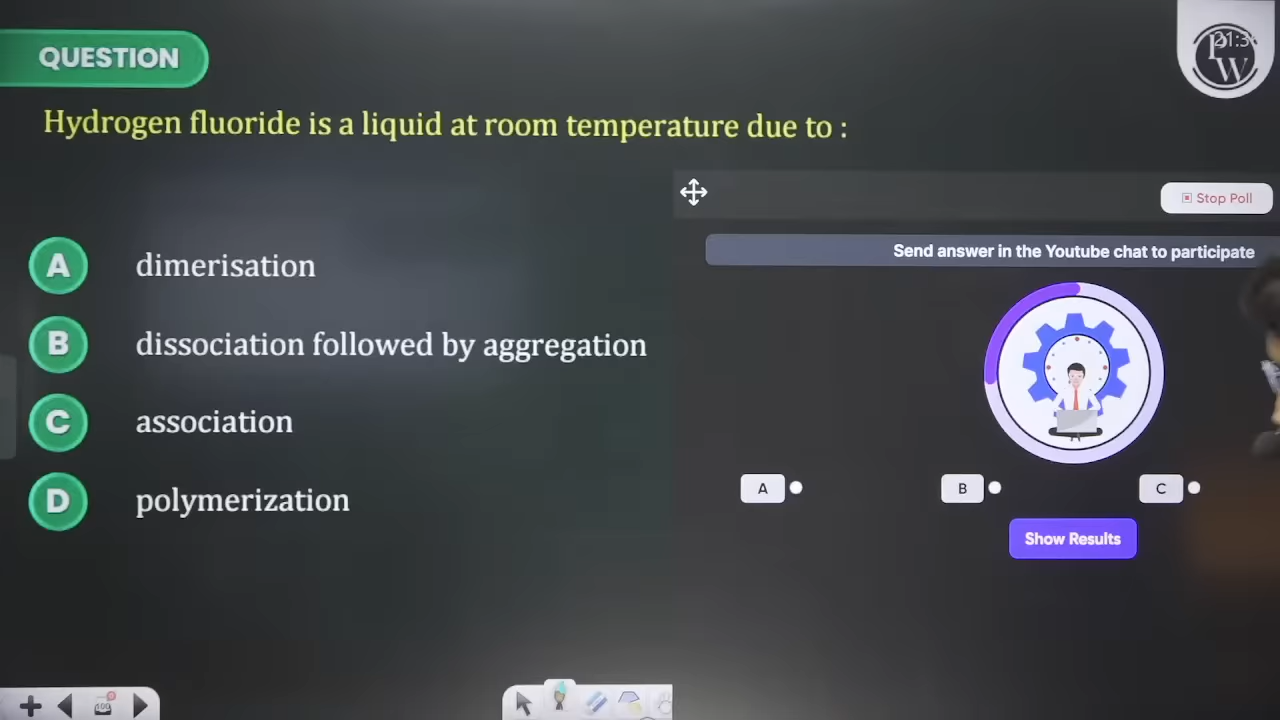 QUESTION
Hydrogen fluoride is a liquid at room temperature due to :
Stop Poll
Send answer in the Youtube chat to participate
A dimerisation
B dissociation followed by aggregation
C association
D polymerization
A
B
C
Show Results
PW